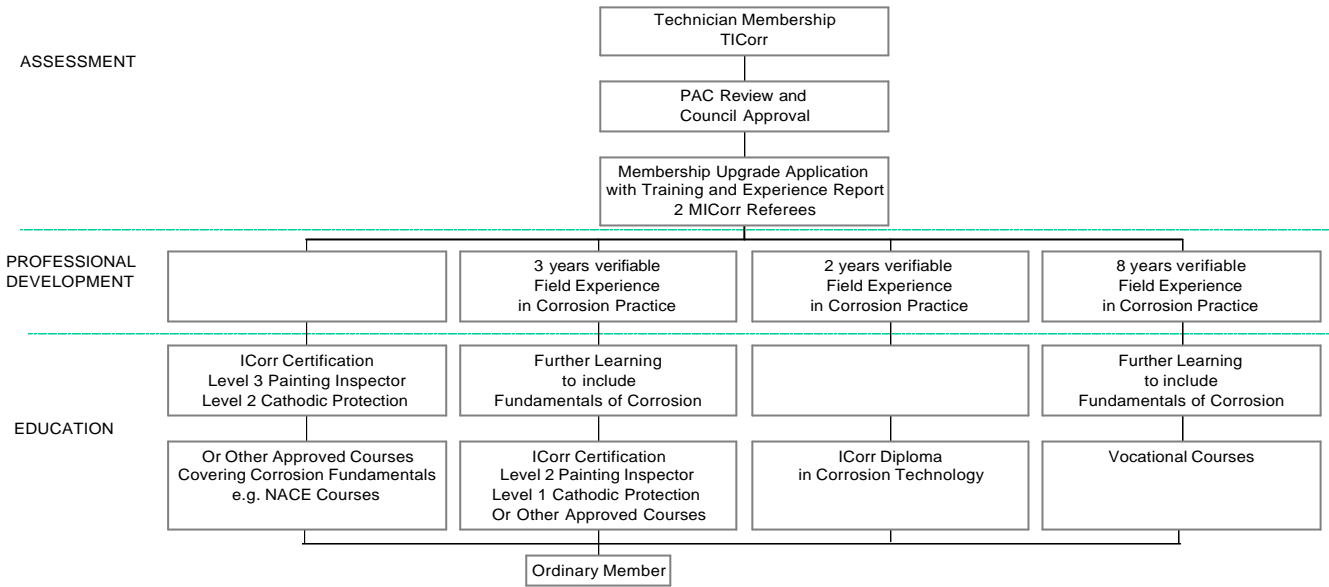 Technician Membership
TICorr
ASSESSMENT
PAC Review and
Council Approval
Membership Upgrade Application
with Training and Experience Report
2 MICorr Referees
PROFESSIONAL
DEVELOPMENT
3 years verifiable
Field Experience
in Corrosion Practice
2 years verifiable
Field Experience
in Corrosion Practice
8 years verifiable
Field Experience
in Corrosion Practice
EDUCATION
ICorr Certification
Level 3 Painting Inspector
Level 2 Cathodic Protection
Further Learning
to include
Fundamentals of Corrosion
Further Learning
to include
Fundamentals of Corrosion
Or Other Approved Courses
Covering Corrosion Fundamentals
e.g. NACE Courses
ICorr Certification
Level 2 Painting Inspector
Level 1 Cathodic Protection
Or Other Approved Courses
ICorr Diploma
in Corrosion Technology
Vocational Courses
Ordinary Member